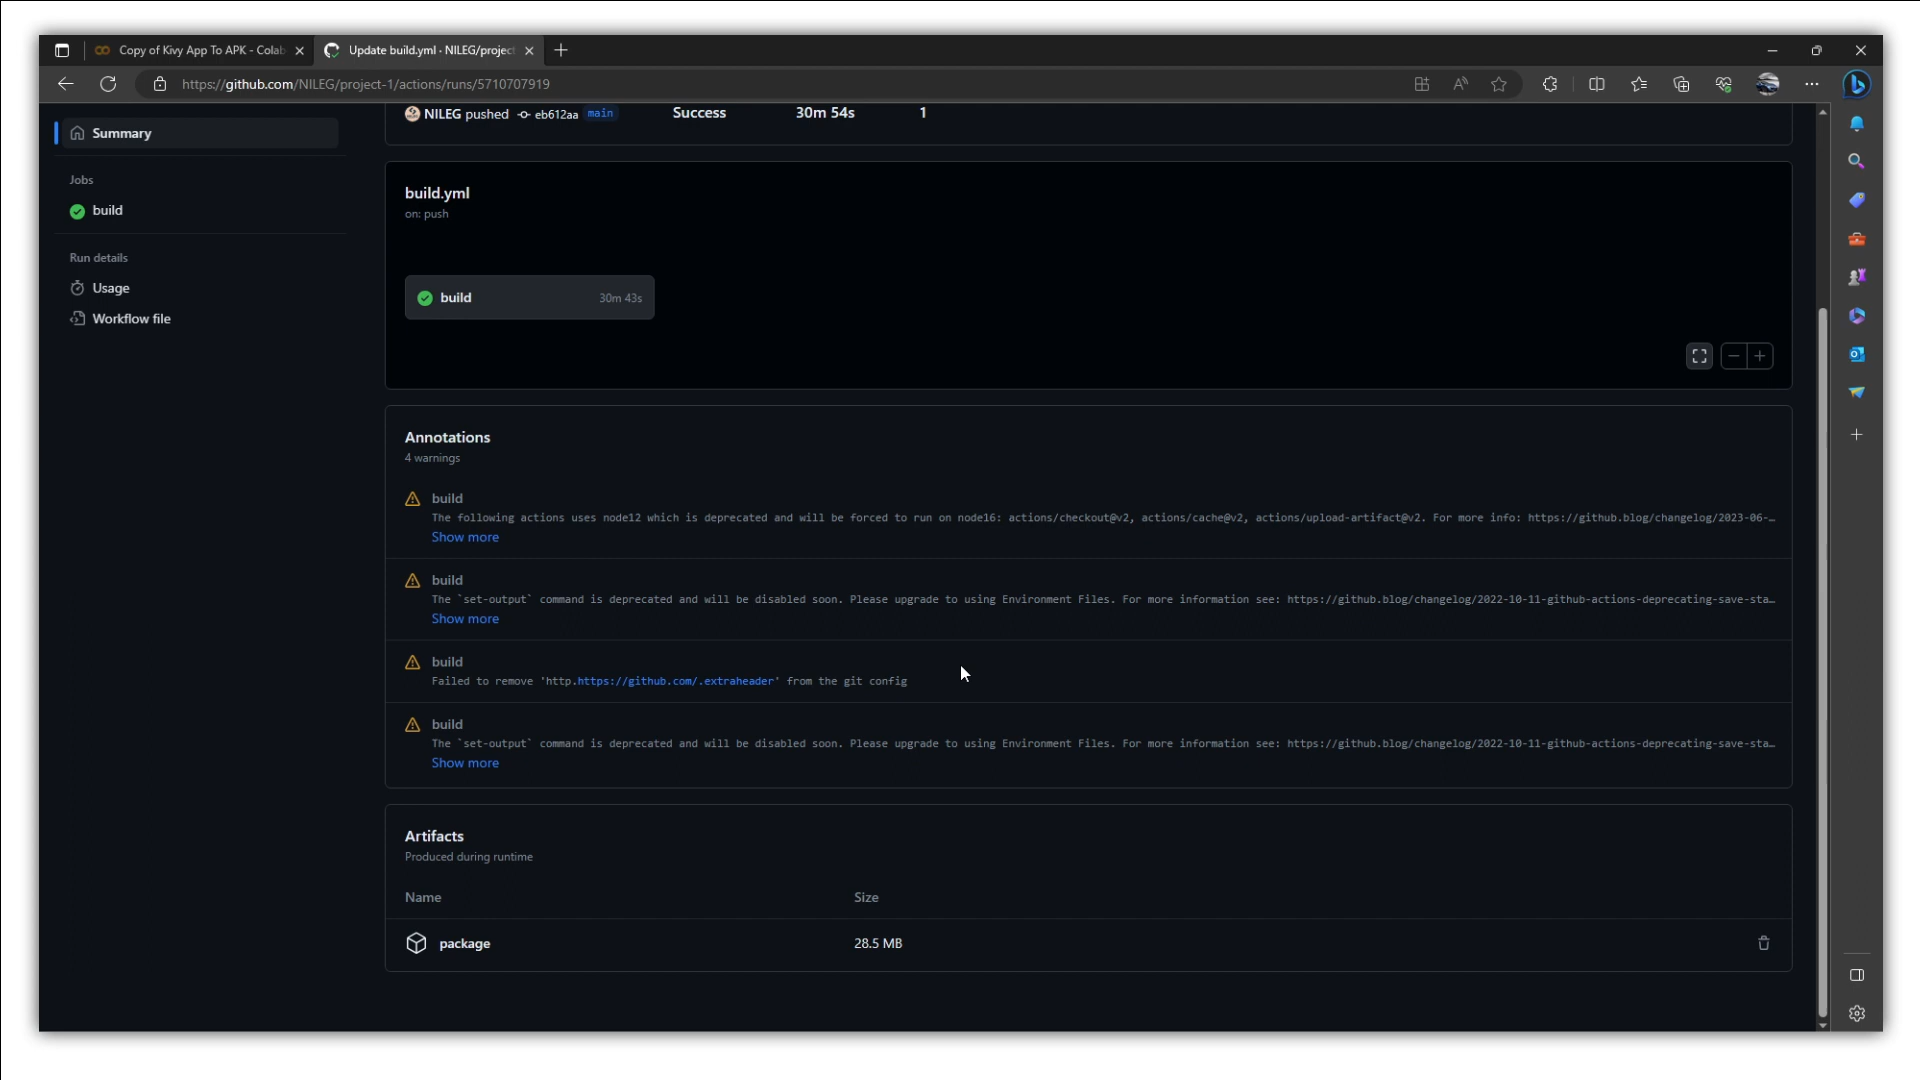 Copy of Kivy App To APK - Colab
Update build.yml · NILEG/project
https://github.com/NILEG/project-1/actions/runs/5710707919
NILEG pushed eb612aa main Success 30m 54s 1
Summary
Jobs
build
Run details
Usage
Workflow file
build.yml
on: push
build 30m 43s
Annotations
4 warnings
build
The following actions uses node12 which is deprecated and will be forced to run on node16: actions/checkout@v2, actions/cache@v2, actions/upload-artifact@v2. For more info: https://github.blog/changelog/2023-06-…
Show more
build
The `set-output` command is deprecated and will be disabled soon. Please upgrade to using Environment Files. For more information see: https://github.blog/changelog/2022-10-11-github-actions-deprecating-save-sta…
Show more
build
Failed to remove 'http.https://github.com/.extraheader' from the git config
build
The `set-output` command is deprecated and will be disabled soon. Please upgrade to using Environment Files. For more information see: https://github.blog/changelog/2022-10-11-github-actions-deprecating-save-sta…
Show more
Artifacts
Produced during runtime
Name Size
package 28.5 MB